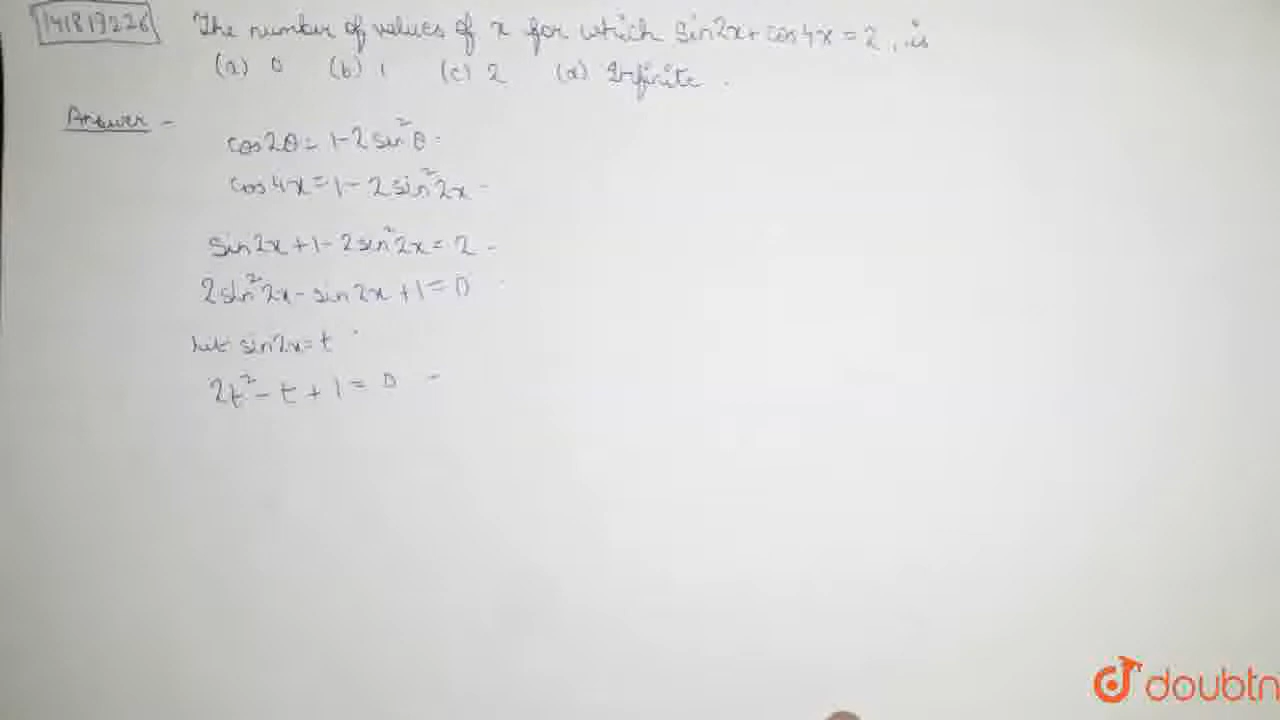 141819226 The number of values of x for which sin2x+cos4x=2, is
(a) 0 (b) 1 (c) 2 (d) Infinite.
Answer -
cos2θ=1-2sin²θ
cos4x=1-2sin²2x
sin2x+1-2sin²2x=2
2sin²2x-sin2x+1=0
let sin2x=t
2t²-t+1=0
doubtn